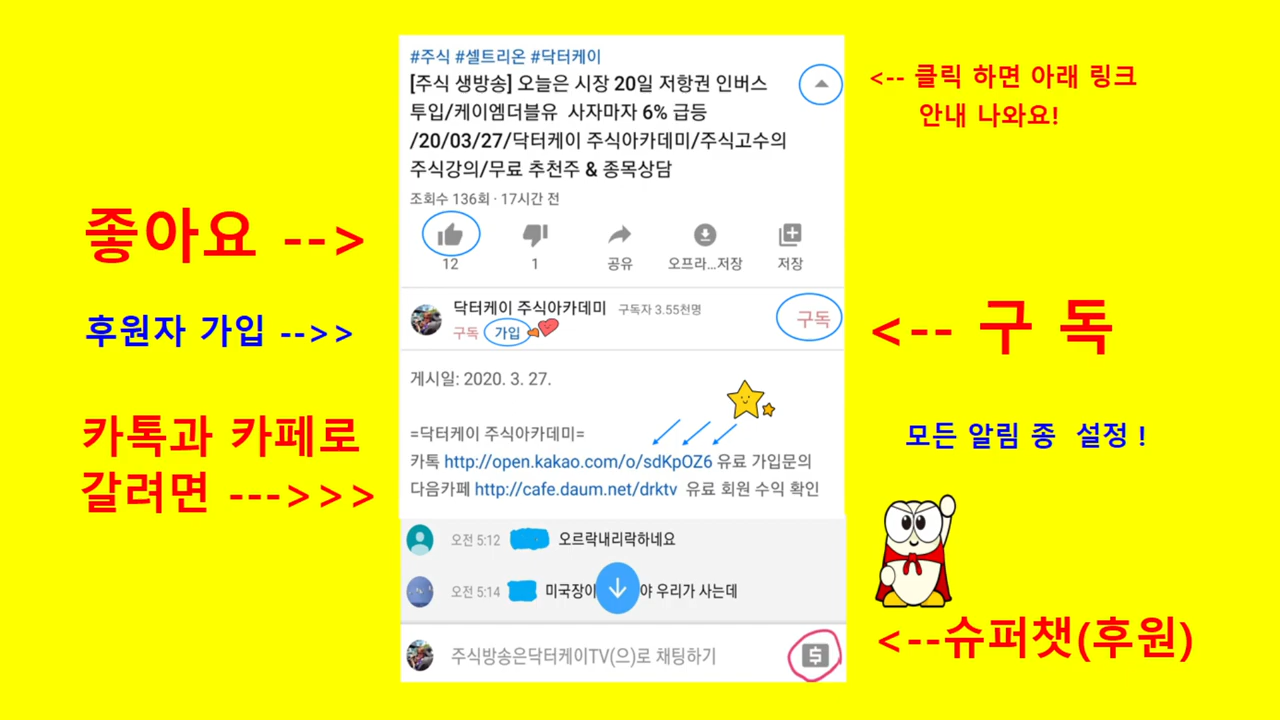 #주식 #셀트리온 #닥터케이
[주식 생방송] 오늘은 시장 20일 저항권 인버스
투입/케이엠더블유 사자마자 6% 급등
/20/03/27/닥터케이 주식아카데미/주식고수의
주식강의/무료 추천주 & 종목상담
조회수 136회 · 17시간 전
<-- 클릭 하면 아래 링크
안내 나와요!
좋아요 -->
12
1
공유
오프라...저장
저장
후원자 가입 -->>
닥터케이 주식아카데미 구독자 3.55천명
구독 가입
구독
<-- 구 독
게시일: 2020. 3. 27.
카톡과 카페로
갈려면 --->>>
=닥터케이 주식아카데미=
카톡 http://open.kakao.com/o/sdKpOZ6 유료 가입문의
다음카페 http://cafe.daum.net/drktv 유료 회원 수익 확인
모든 알림 종 설정 !
오전 5:12 오르락내리락하네요
오전 5:14 미국장이 야 우리가 사는데
주식방송은닥터케이TV(으)로 채팅하기
$
<--슈퍼챗(후원)